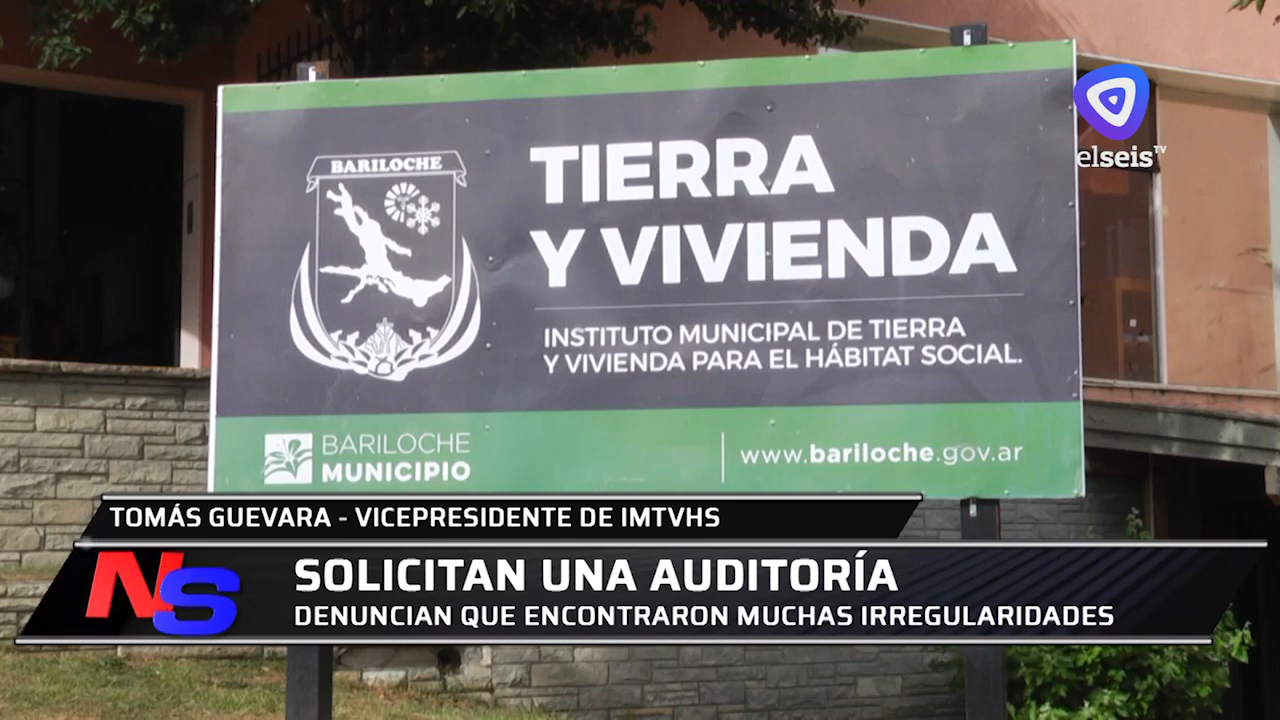 BARILOCHE
TIERRA
Y VIVIENDA
INSTITUTO MUNICIPAL DE TIERRA
Y VIVIENDA PARA EL HÁBITAT SOCIAL.
BARILOCHE
MUNICIPIO
www.bariloche.gov.ar
elseis TV
TOMÁS GUEVARA - VICEPRESIDENTE DE IMTVHS
NS
SOLICITAN UNA AUDITORÍA
DENUNCIAN QUE ENCONTRARON MUCHAS IRREGULARIDADES